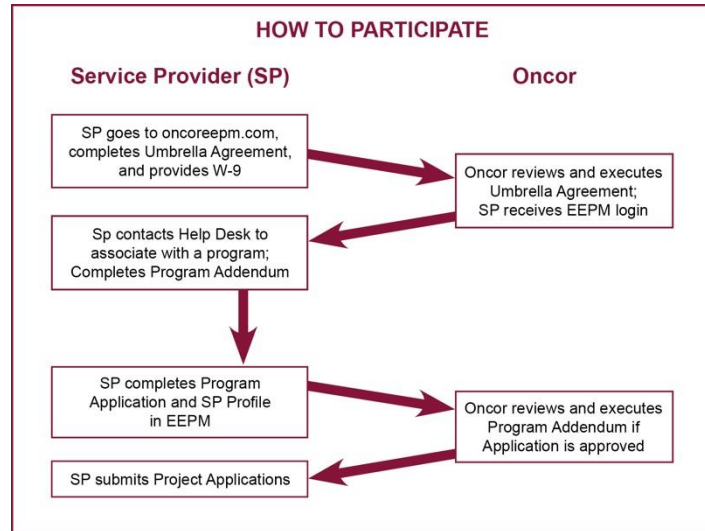 HOW TO PARTICIPATE
Service Provider (SP)
Oncor
SP goes to oncoreepm.com,
completes Umbrella Agreement,
and provides W-9
Oncor reviews and executes
Umbrella Agreement;
SP receives EEPM login
Sp contacts Help Desk to
associate with a program;
Completes Program Addendum
SP completes Program
Application and SP Profile
in EEPM
Oncor reviews and executes
Program Addendum if
Application is approved
SP submits Project Applications